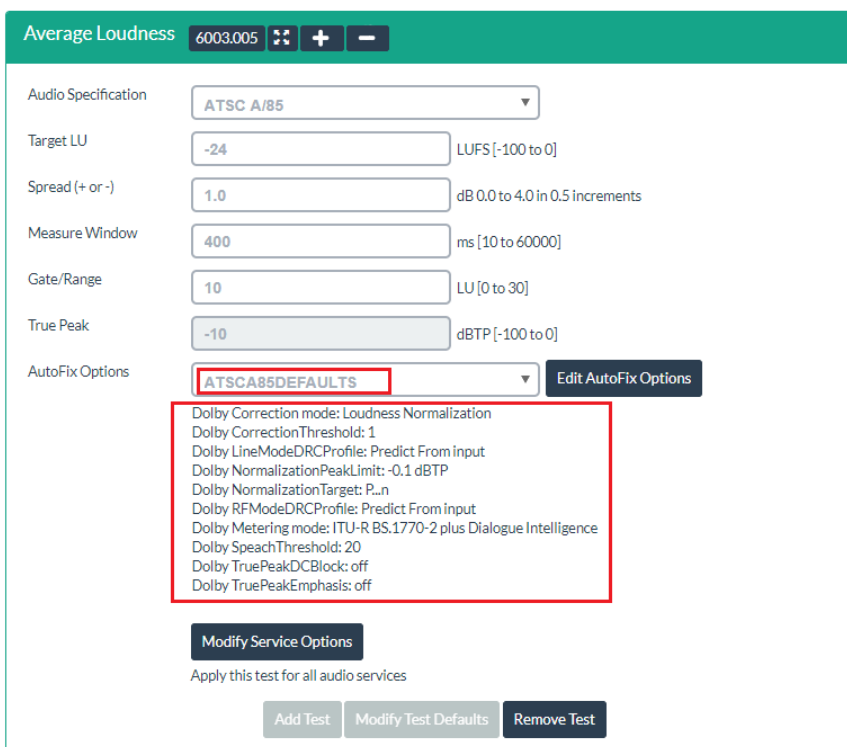 Average Loudness 6003.005
Audio Specification ATSC A/85
Target LU -24 LUFS [-100 to 0]
Spread (+ or -) 1.0 dB 0.0 to 4.0 in 0.5 increments
Measure Window 400 ms [10 to 60000]
Gate/Range 10 LU [0 to 30]
True Peak -10 dBTP [-100 to 0]
AutoFix Options ATSCA85DEFAULTS Edit AutoFix Options
Dolby Correction mode: Loudness Normalization
Dolby CorrectionThreshold: 1
Dolby LineModeDRCProfile: Predict From input
Dolby NormalizationPeakLimit: -0.1 dBTP
Dolby NormalizationTarget: P...n
Dolby RFModeDRCProfile: Predict From input
Dolby Metering mode: ITU-R BS.1770-2 plus Dialogue Intelligence
Dolby SpeachThreshold: 20
Dolby TruePeakDCBlock: off
Dolby TruePeakEmphasis: off
Modify Service Options
Apply this test for all audio services
Add Test Modify Test Defaults Remove Test